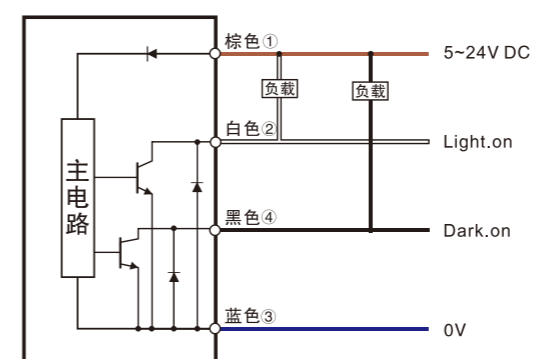 棕色① 5~24V DC
负载 负载
白色② Light.on
主电路
黑色④ Dark.on
蓝色③ 0V